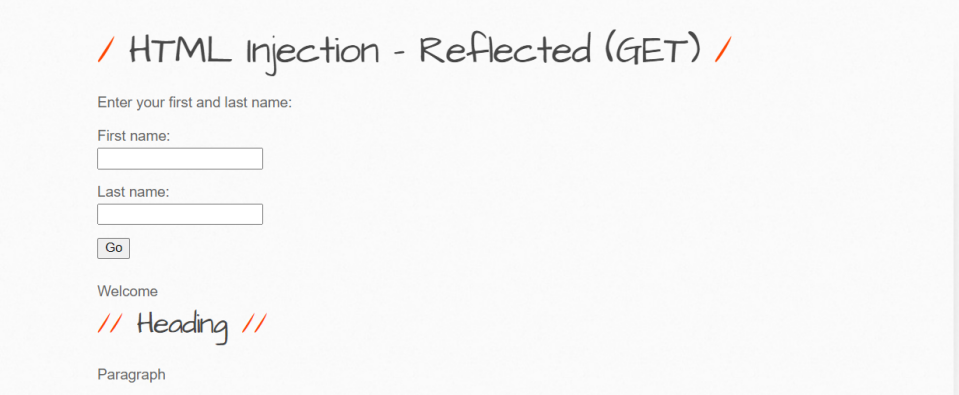 / HTML Injection - Reflected (GET) /
Enter your first and last name:
First name:
Last name:
Go
Welcome
// Heading //
Paragraph